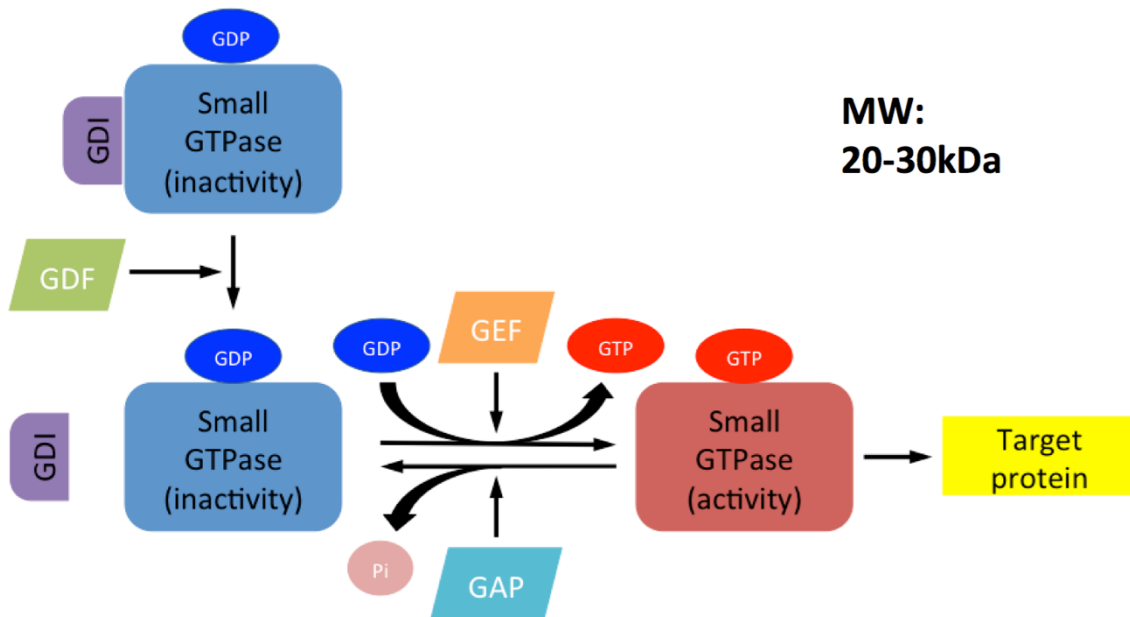 GDP
Small
GTPase
(inactivity)
GDI
MW:
20-30kDa
GDF
GDP
Small
GTPase
(inactivity)
GDI
GDP
GEF
GTP
GTP
Small
GTPase
(activity)
Target
protein
Pi
GAP